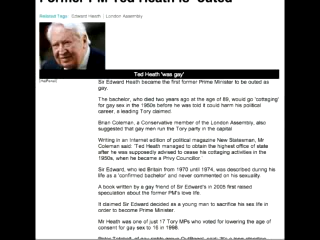 Former PM Ted Heath is 'outed'
Related Tags Edward Heath | London Assembly
Ted Heath 'was gay'
Sir Edward Heath became the first former Prime Minister to be outed as
gay.
The bachelor, who died two years ago at the age of 89, would go 'cottaging'
for gay sex in the 1950s before he was told it could harm his political
career, a leading Tory claimed.
Brian Coleman, a Conservative member of the London Assembly, also
suggested that gay men run the Tory party in the capital
Writing in an Internet edition of political magazine New Statesman, Mr
Coleman said: 'Ted Heath managed to obtain the highest office of state
after he was supposedly advised to cease his cottaging activities in the
1950s, when he became a Privy Councillor.'
Sir Edward, who led Britain from 1970 until 1974, was described during his
life as a 'confirmed bachelor' and never commented on his sexuality
A book written by a gay friend of Sir Edward's in 2005 first raised
speculation about the former PM's love life.
It claimed Sir Edward decided as a young man to sacrifice his sex life in
order to become Prime Minister.
Mr Heath was one of just 17 Tory MPs who voted for lowering the age of
consent for gay sex to 16 in 1998.